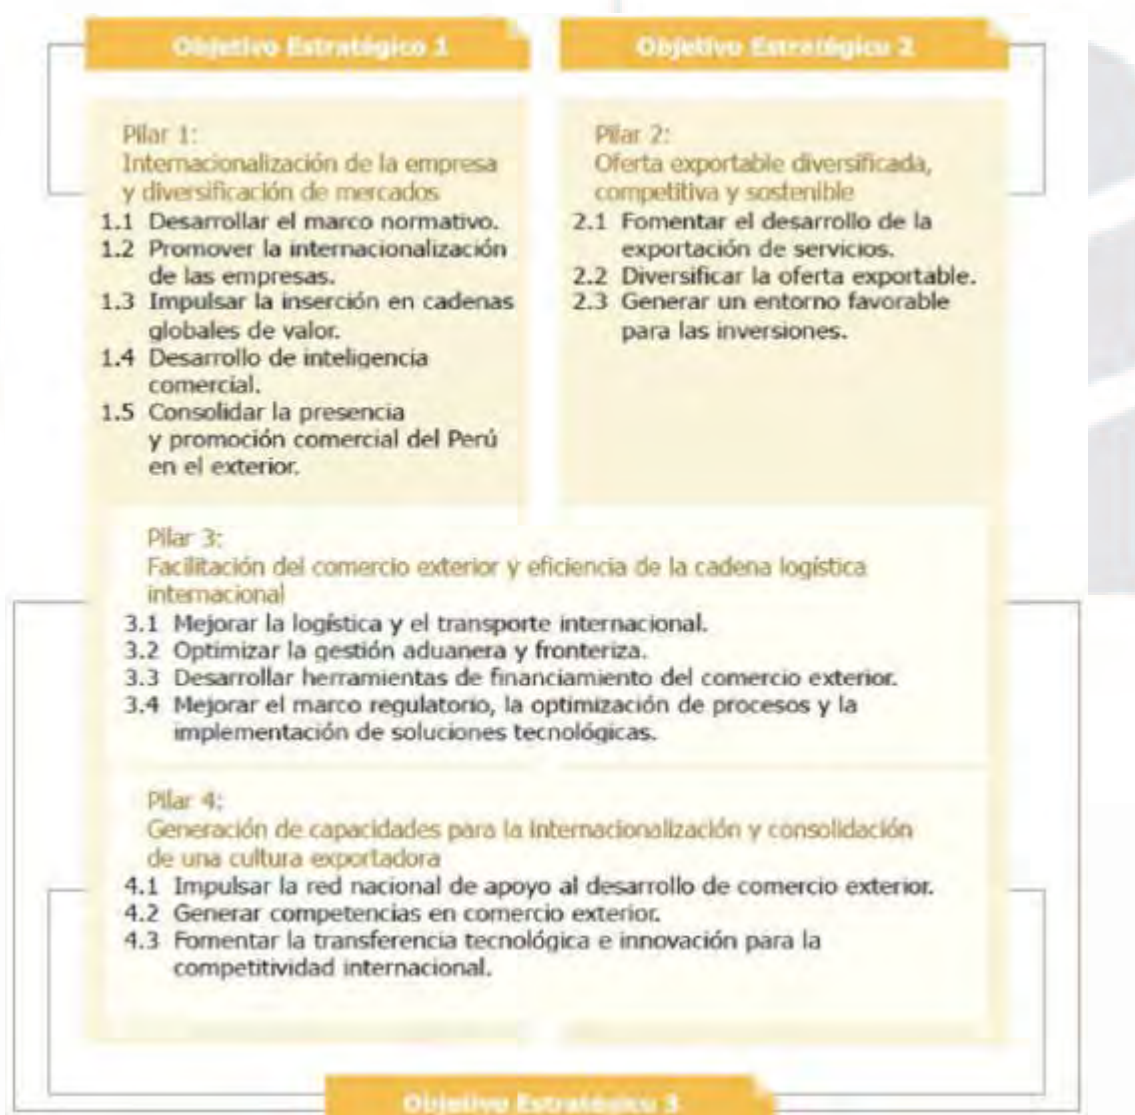 Objetivo Estratégico 1
Objetivo Estratégico 2
Pilar 1:
Internacionalización de la empresa
y diversificación de mercados
1.1 Desarrollar el marco normativo.
1.2 Promover la internacionalización
de las empresas.
1.3 Impulsar la inserción en cadenas
globales de valor.
1.4 Desarrollo de inteligencia
comercial.
1.5 Consolidar la presencia
y promoción comercial del Perú
en el exterior.
Pilar 2:
Oferta exportable diversificada,
competitiva y sostenible
2.1 Fomentar el desarrollo de la
exportación de servicios.
2.2 Diversificar la oferta exportable.
2.3 Generar un entorno favorable
para las inversiones.
Pilar 3:
Facilitación del comercio exterior y eficiencia de la cadena logística
internacional
3.1 Mejorar la logística y el transporte internacional.
3.2 Optimizar la gestión aduanera y fronteriza.
3.3 Desarrollar herramientas de financiamiento del comercio exterior.
3.4 Mejorar el marco regulatorio, la optimización de procesos y la
implementación de soluciones tecnológicas.
Pilar 4:
Generación de capacidades para la internacionalización y consolidación
de una cultura exportadora
4.1 Impulsar la red nacional de apoyo al desarrollo de comercio exterior.
4.2 Generar competencias en comercio exterior.
4.3 Fomentar la transferencia tecnológica e innovación para la
competitividad internacional.
Objetivo Estratégico 3